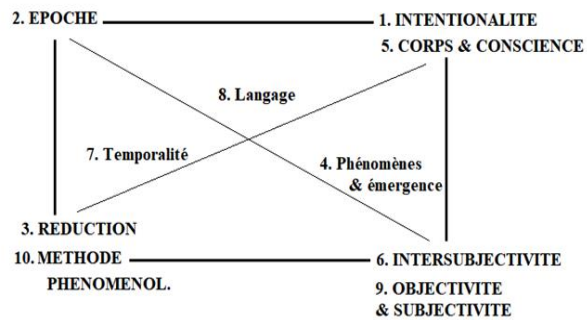 2. EPOCHE
1. INTENTIONALITE
5. CORPS & CONSCIENCE
8. Langage
7. Temporalité
4. Phénomènes
& émergence
3. REDUCTION
10. METHODE
PHENOMENOL.
6. INTERSUBJECTIVITE
9. OBJECTIVITE
& SUBJECTIVITE